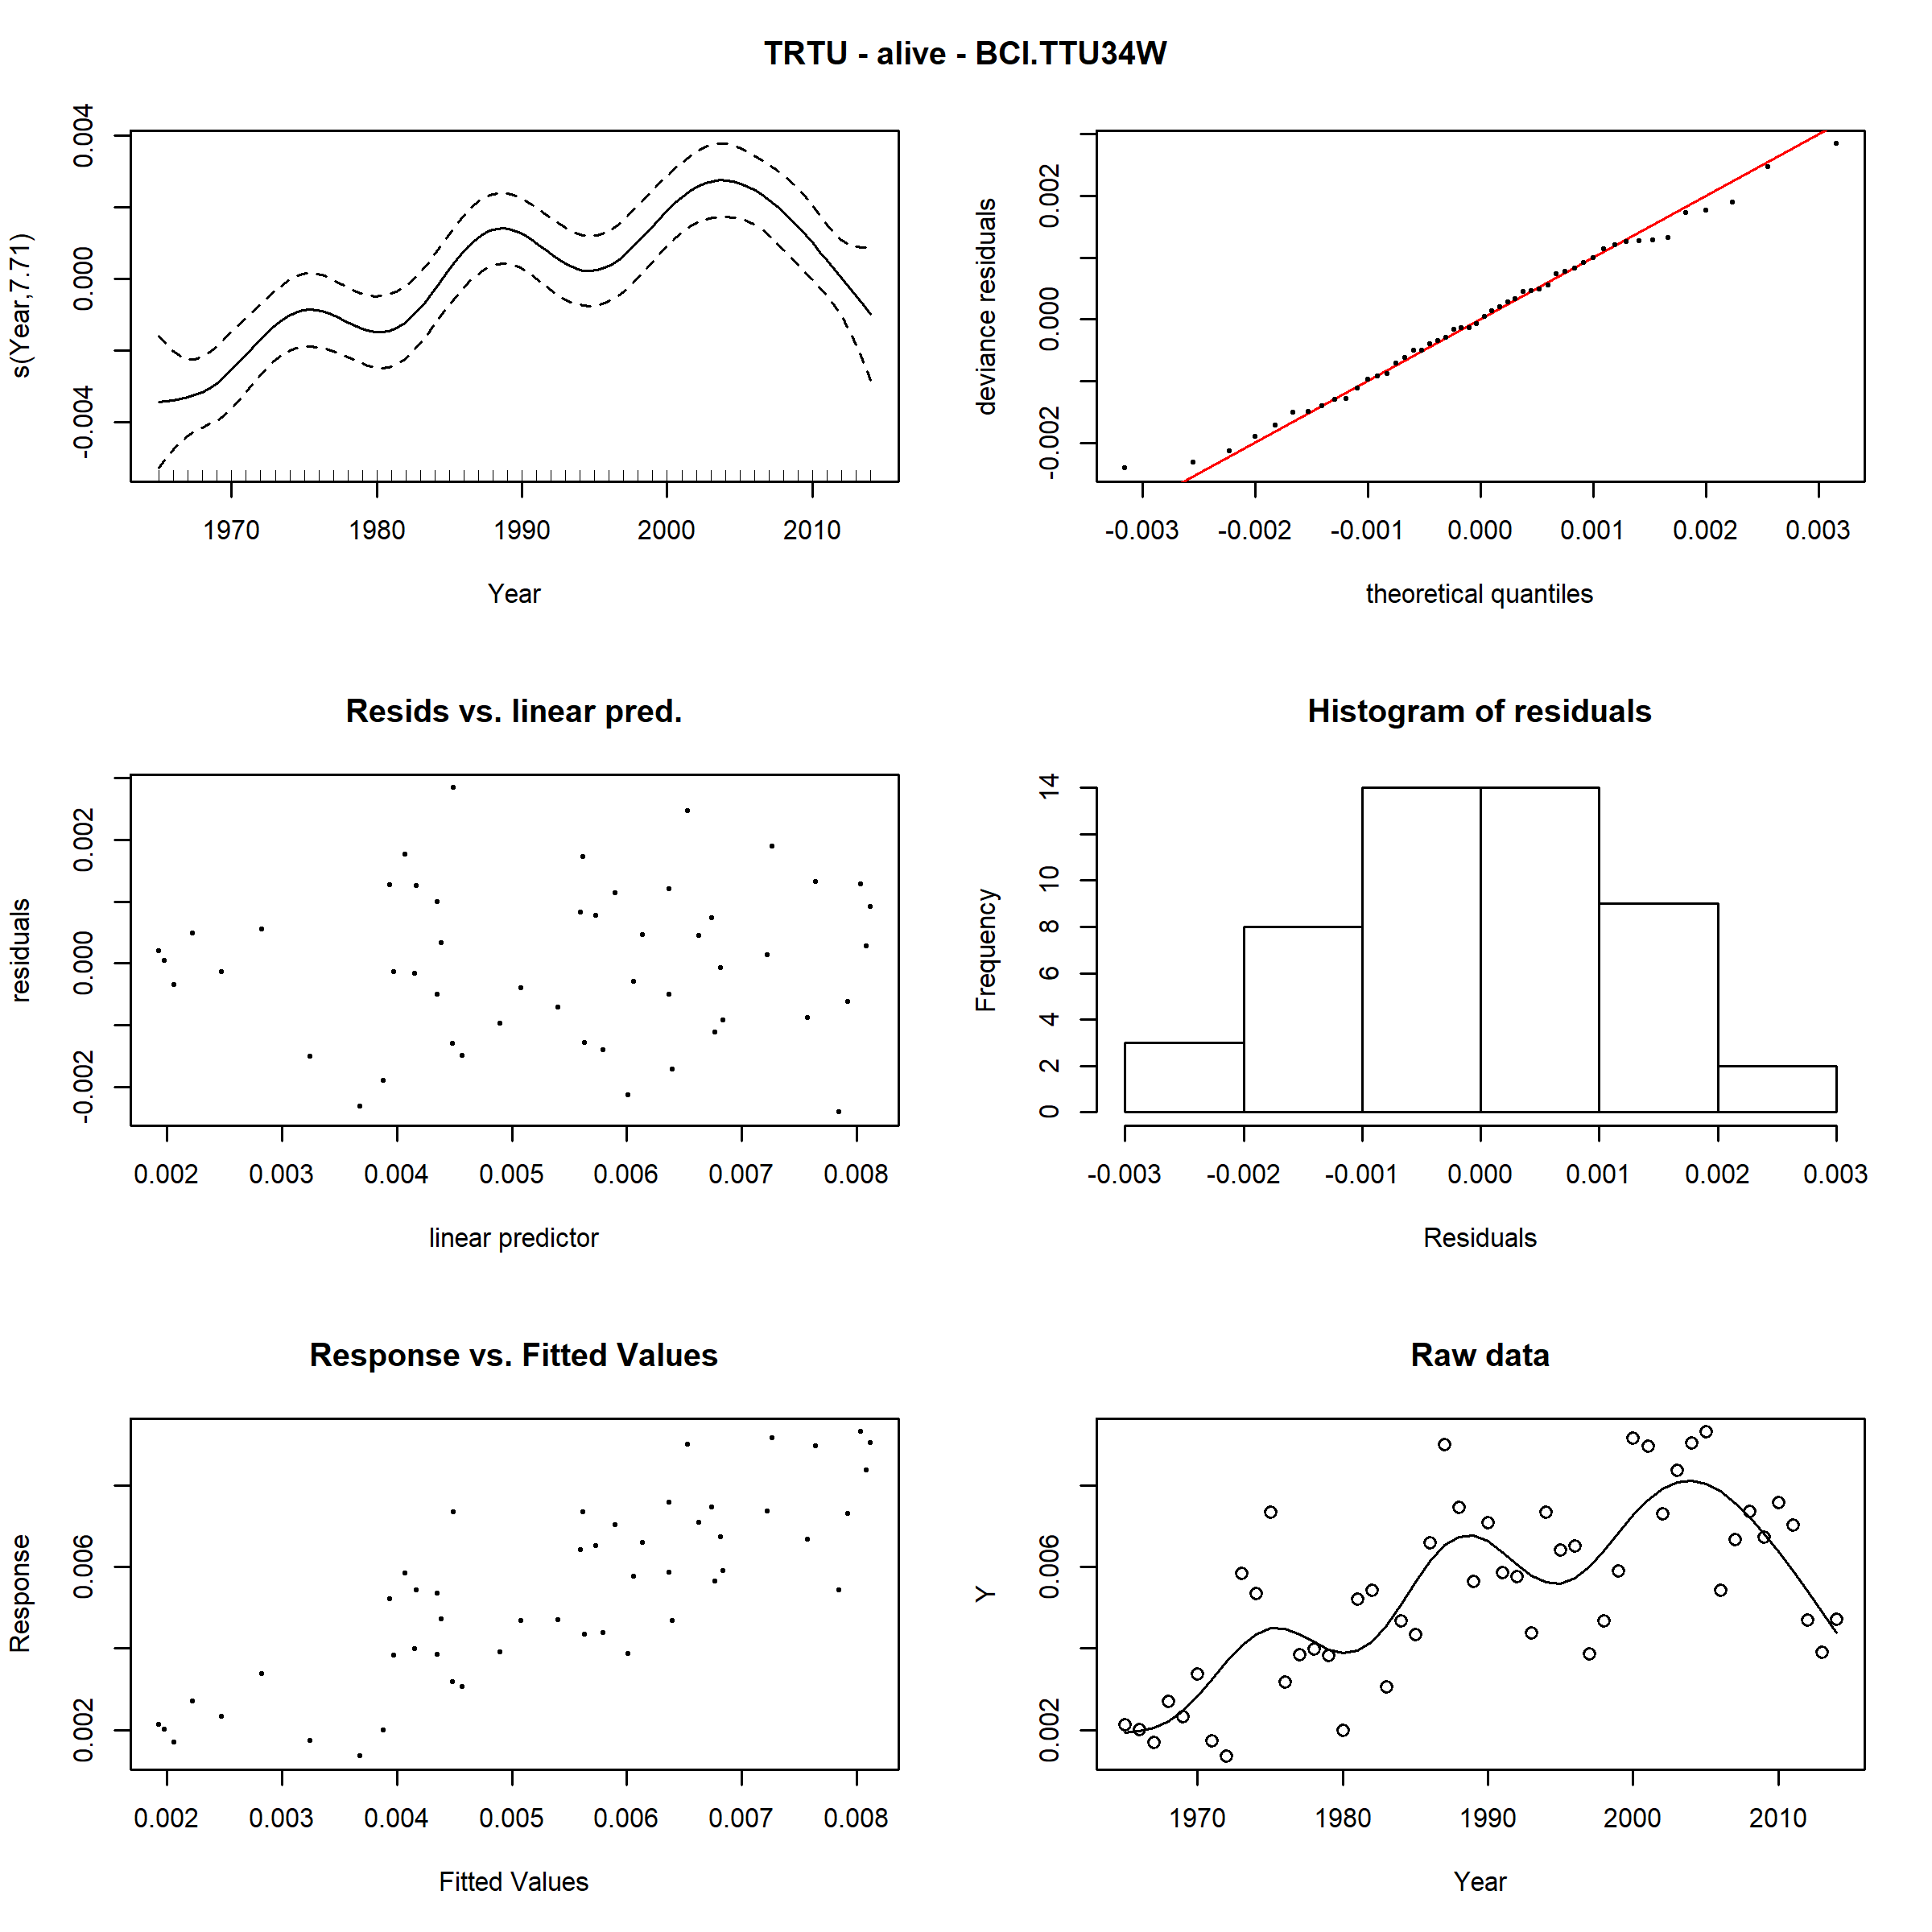 TRTU - alive - BCI.TTU34W
s(Year,7.71)
0.004
0.000
-0.004
1970 1980 1990 2000 2010
Year
deviance residuals
0.002
0.000
-0.002
-0.003 -0.002 -0.001 0.000 0.001 0.002 0.003
theoretical quantiles
Resids vs. linear pred.
residuals
0.002
0.000
-0.002
0.002 0.003 0.004 0.005 0.006 0.007 0.008
linear predictor
Histogram of residuals
Frequency
14
10
8
6
4
2
0
-0.003 -0.002 -0.001 0.000 0.001 0.002 0.003
Residuals
Response vs. Fitted Values
Response
0.006
0.002
0.002 0.003 0.004 0.005 0.006 0.007 0.008
Fitted Values
Raw data
Y
0.006
0.002
1970 1980 1990 2000 2010
Year